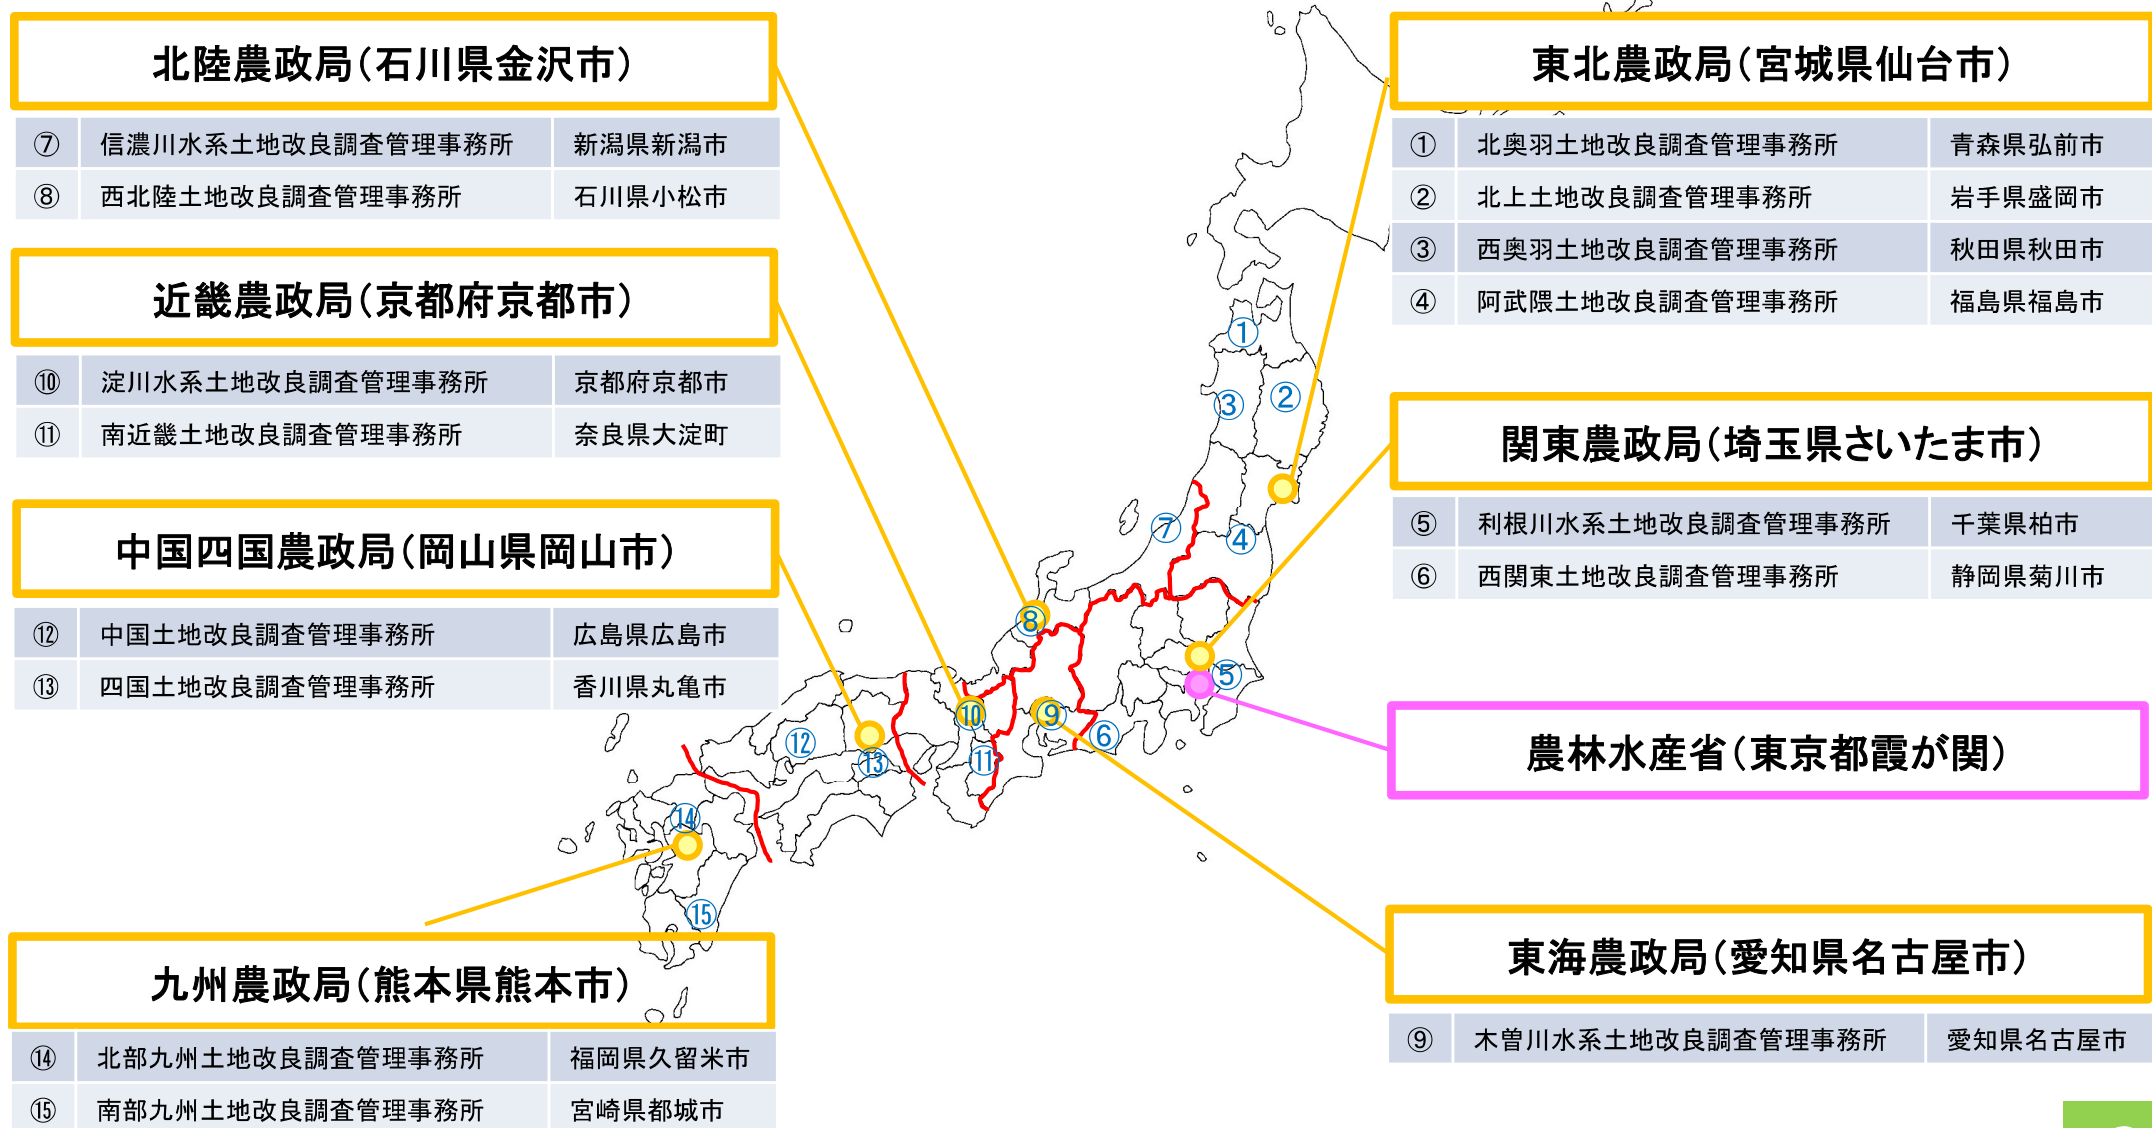 北陸農政局(石川県金沢市)
⑦ 信濃川水系土地改良調査管理事務所 新潟県新潟市
⑧ 西北陸土地改良調査管理事務所 石川県小松市
近畿農政局(京都府京都市)
⑩ 淀川水系土地改良調査管理事務所 京都府京都市
⑪ 南近畿土地改良調査管理事務所 奈良県大淀町
中国四国農政局(岡山県岡山市)
⑫ 中国土地改良調査管理事務所 広島県広島市
⑬ 四国土地改良調査管理事務所 香川県丸亀市
九州農政局(熊本県熊本市)
⑭ 北部九州土地改良調査管理事務所 福岡県久留米市
⑮ 南部九州土地改良調査管理事務所 宮崎県都城市
①
③
②
⑦
④
⑧
⑤
⑩
⑨
⑥
⑫
⑬
⑪
⑭
⑮
東北農政局(宮城県仙台市)
① 北奥羽土地改良調査管理事務所 青森県弘前市
② 北上土地改良調査管理事務所 岩手県盛岡市
③ 西奥羽土地改良調査管理事務所 秋田県秋田市
④ 阿武隈土地改良調査管理事務所 福島県福島市
関東農政局(埼玉県さいたま市)
⑤ 利根川水系土地改良調査管理事務所 千葉県柏市
⑥ 西関東土地改良調査管理事務所 静岡県菊川市
農林水産省(東京都霞が関)
東海農政局(愛知県名古屋市)
⑨ 木曽川水系土地改良調査管理事務所 愛知県名古屋市